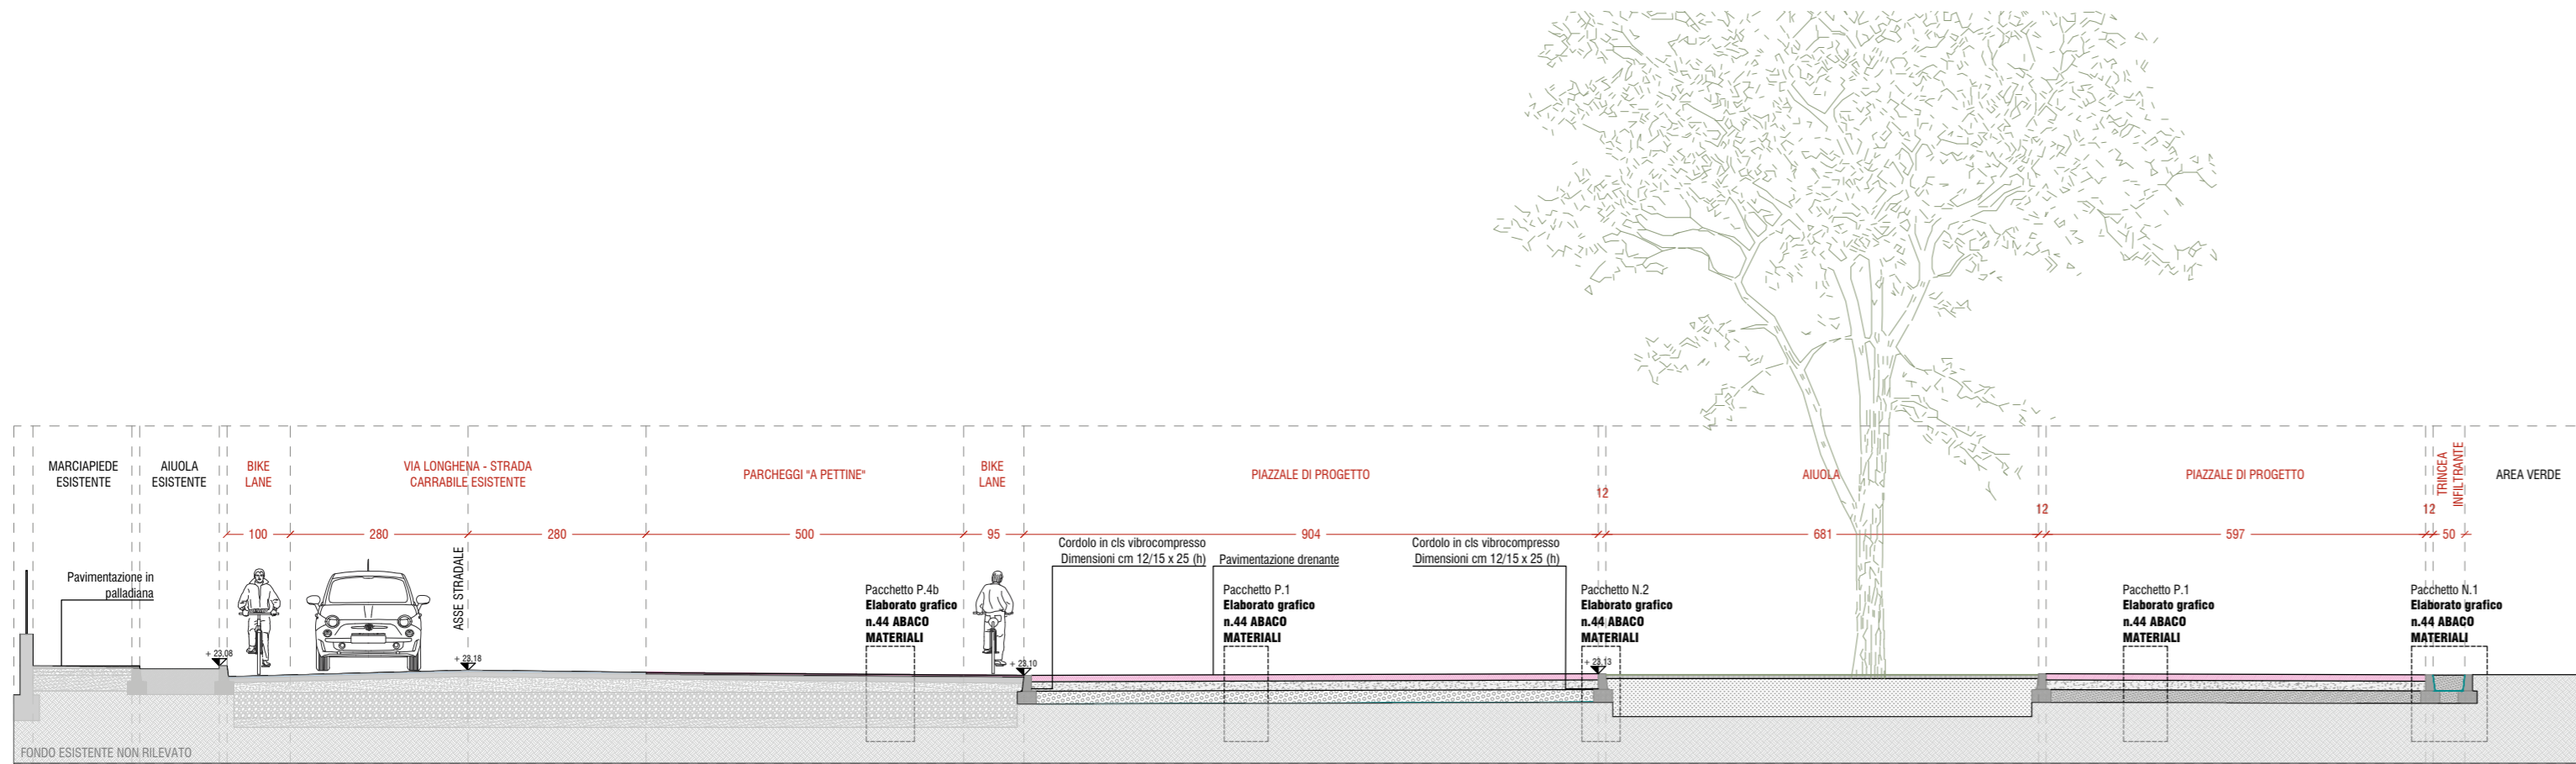 MARCIAPIEDE
ESISTENTE
AIUOLA
ESISTENTE
BIKE
LANE
VIA LONGHENA - STRADA
CARRABILE ESISTENTE
PARCHEGGI "A PETTINE"
BIKE
LANE
PIAZZALE DI PROGETTO
AIUOLA
PIAZZALE DI PROGETTO
TRINCEA
INFILTRANTE
AREA VERDE
12
12
12
100
280
280
500
95
904
681
597
50
ASSE STRADALE
Pavimentazione in
palladiana
Cordolo in cls vibrocompresso
Dimensioni cm 12/15 x 25 (h)
Pavimentazione drenante
Cordolo in cls vibrocompresso
Dimensioni cm 12/15 x 25 (h)
Pacchetto P.4b
Elaborato grafico
n.44 ABACO
MATERIALI
Pacchetto P.1
Elaborato grafico
n.44 ABACO
MATERIALI
Pacchetto N.2
Elaborato grafico
n.44 ABACO
MATERIALI
Pacchetto P.1
Elaborato grafico
n.44 ABACO
MATERIALI
Pacchetto N.1
Elaborato grafico
n.44 ABACO
MATERIALI
+ 23.08
+ 23.18
+ 23.10
+ 23.13
FONDO ESISTENTE NON RILEVATO